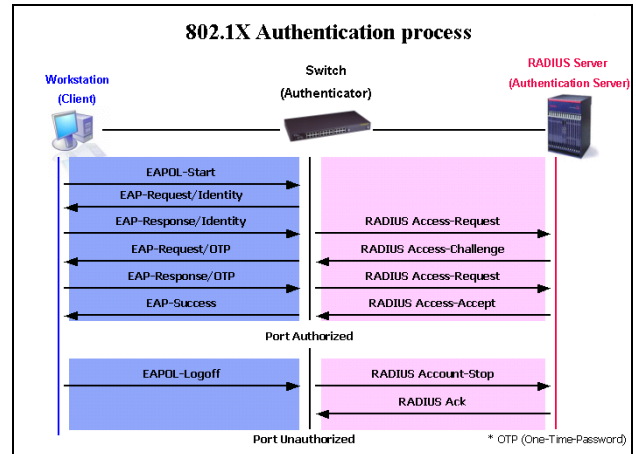 802.1X Authentication process
RADIUS Server
(Authentication Server)
Switch
(Authenticator)
Workstation
(Client)
EAPOL-Start
EAP-Request/Identity
EAP-Response/Identity
RADIUS Access-Request
EAP-Request/OTP
RADIUS Access-Challenge
EAP-Response/OTP
RADIUS Access-Request
EAP-Success
RADIUS Access-Accept
Port Authorized
EAPOL-Logoff
RADIUS Account-Stop
RADIUS Ack
Port Unauthorized
* OTP (One-Time-Password)